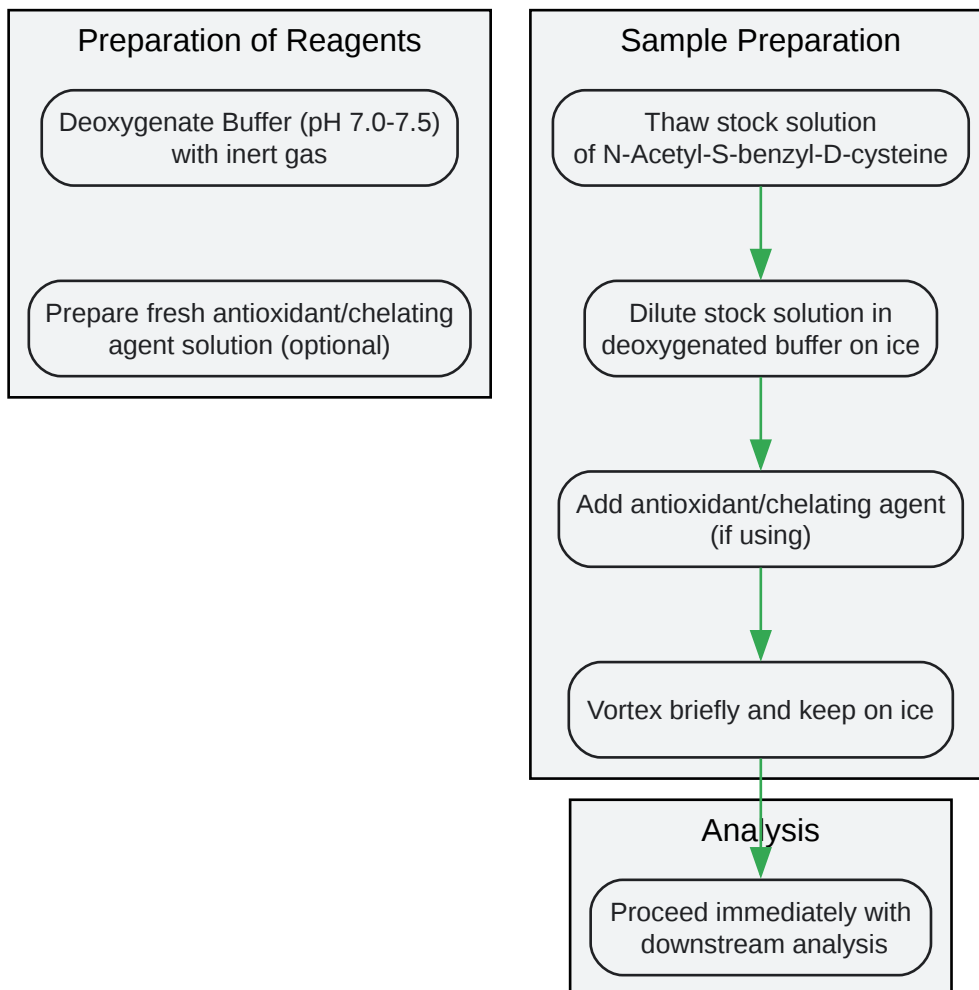 Preparation of Reagents
Deoxygenate Buffer (pH 7.0-7.5)
with inert gas
Prepare fresh antioxidant/chelating
agent solution (optional)
Sample Preparation
Thaw stock solution
of N-Acetyl-S-benzyl-D-cysteine
Dilute stock solution in
deoxygenated buffer on ice
Add antioxidant/chelating agent
(if using)
Vortex briefly and keep on ice
Analysis
Proceed immediately with
downstream analysis